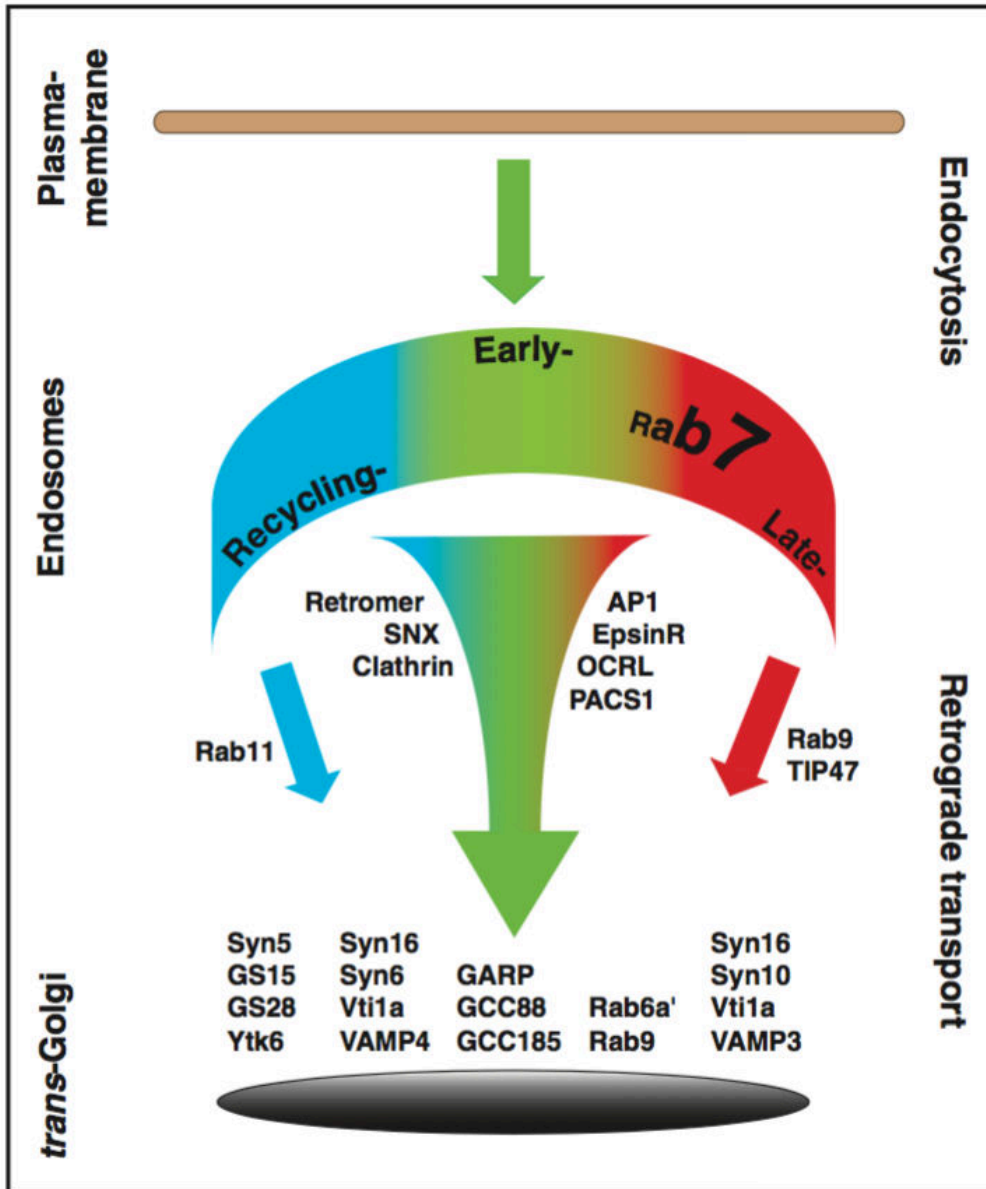 Plasma-
membrane
Endocytosis
Endosomes
Early-
Rab7
Recycling-
Late-
Retromer
SNX
Clathrin
AP1
EpsinR
OCRL
PACS1
Rab11
Rab9
TIP47
Retrograde transport
Syn5
GS15
GS28
Ytk6
Syn16
Syn6
Vti1a
VAMP4
GARP
GCC88
GCC185
Rab6a'
Rab9
Syn16
Syn10
Vti1a
VAMP3
trans-Golgi